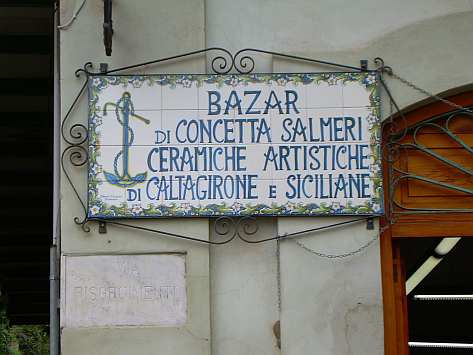 BAZAR
DI CONCETTA SALMERI
CERAMICHE ARTISTICHE
DI CALTAGIRONE E SICILIANE
VIA
RISORGIMENTO